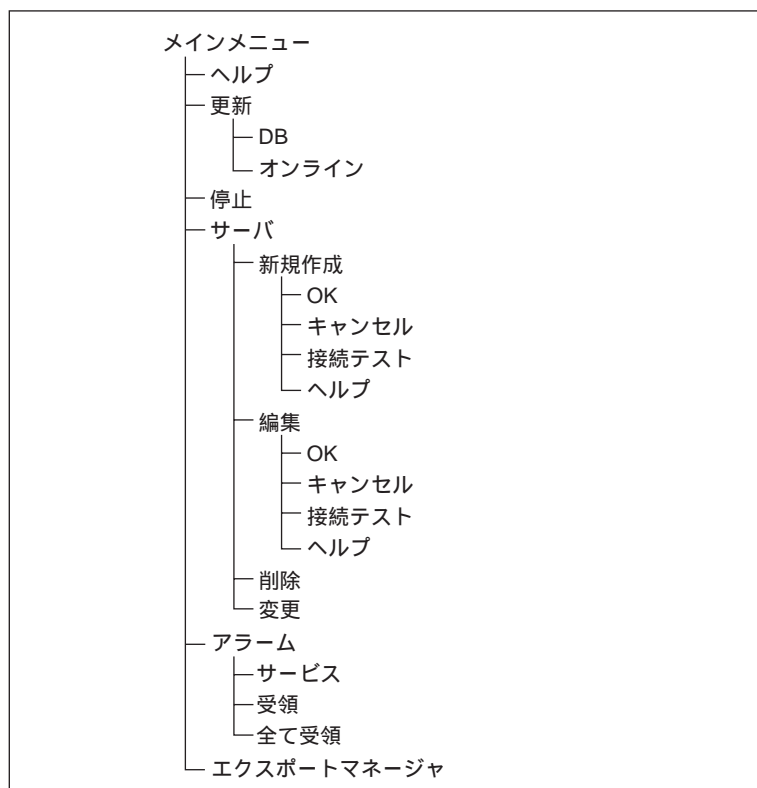 メインメニュー
ヘルプ
更新
DB
オンライン
停止
サーバ
新規作成
OK
キャンセル
接続テスト
ヘルプ
編集
OK
キャンセル
接続テスト
ヘルプ
削除
変更
アラーム
サービス
受領
全て受領
エクスポートマネージャ